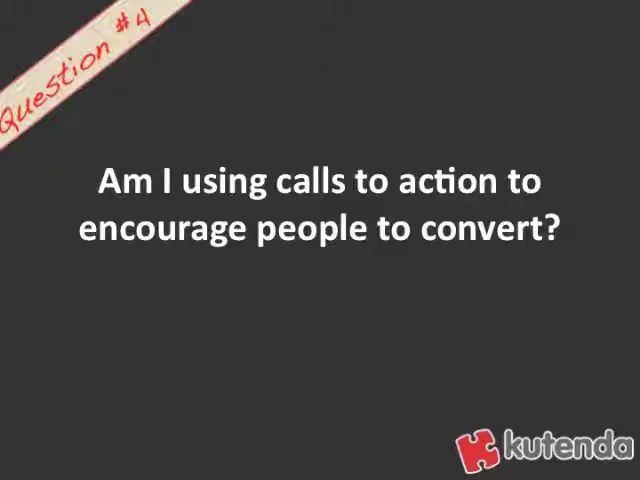 Question #4
Am I using calls to action to
encourage people to convert?
kutenda